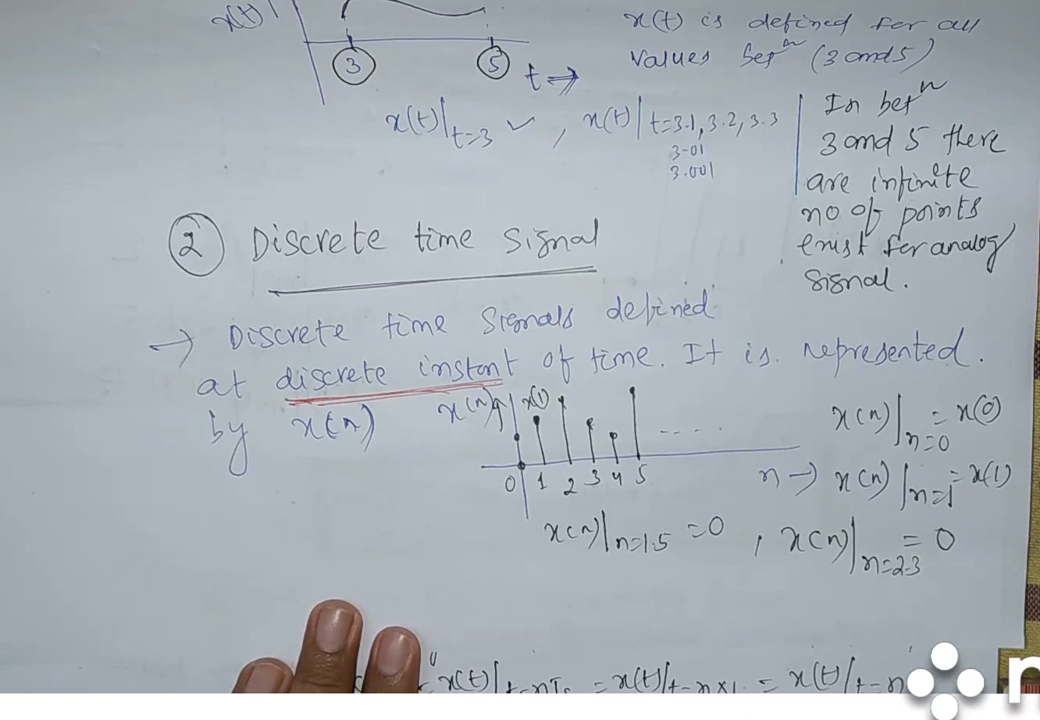 x(t)
x(t) is defined for all
values betⁿ (3 and 5)
3 5 t ⇒
x(t)|t=3 ✓, x(t)|t=3.1, 3.2, 3.3
3.01
3.001
In betⁿ
3 and 5 there
are infinite
no of points
exist for analog
signal.
② Discrete time signal
→ Discrete time signals defined
at discrete instant of time. It is represented.
by x(n)
x(n) x(1)
0 1 2 3 4 5
n →
x(n)|n=0 = x(0)
x(n)|n=1 = x(1)
x(n)|n=1.5 = 0, x(n)|n=2.3 = 0
= x(t)| = x(t)| = x(t)|
n